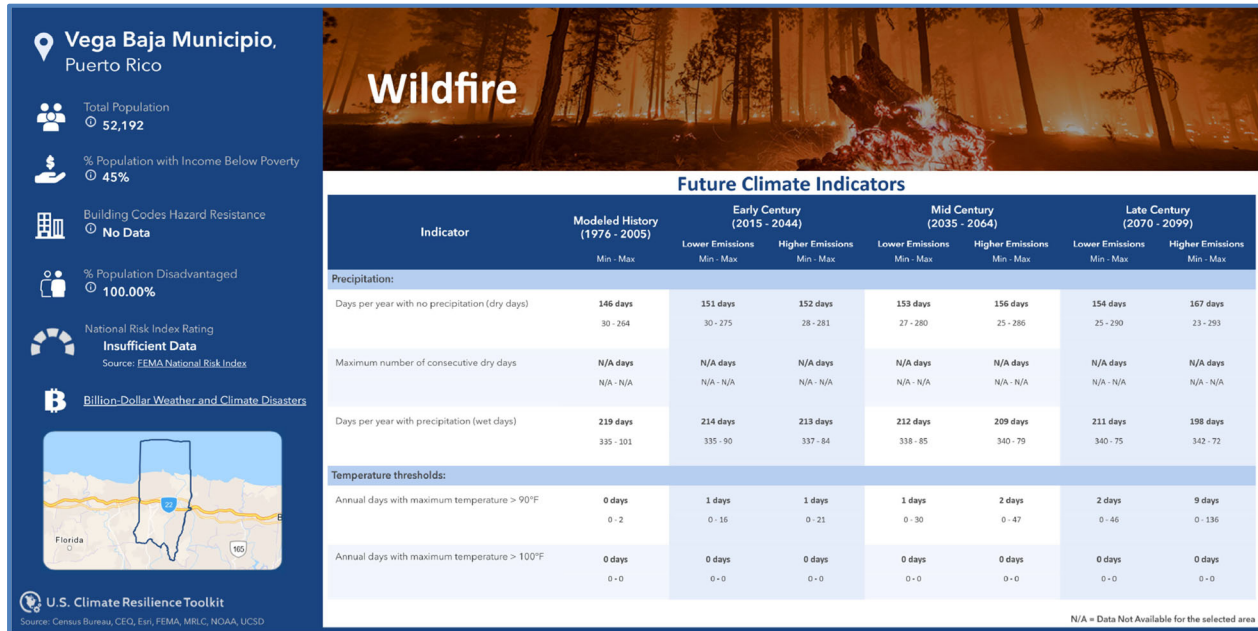 Vega Baja Municipio,
Puerto Rico
Total Population
52,192
% Population with Income Below Poverty
45%
Building Codes Hazard Resistance
No Data
% Population Disadvantaged
100.00%
National Risk Index Rating
Insufficient Data
Source: FEMA National Risk Index
Billion-Dollar Weather and Climate Disasters
22
Florida
165
U.S. Climate Resilience Toolkit
Source: Census Bureau, CEQ, Esri, FEMA, MRLC, NOAA, UCSD
Wildfire
Future Climate Indicators
Indicator
Modeled History
(1976 - 2005)
Min - Max
Early Century
(2015 - 2044)
Mid Century
(2035 - 2064)
Late Century
(2070 - 2099)
Lower Emissions Higher Emissions Lower Emissions Higher Emissions Lower Emissions Higher Emissions
Min - Max Min - Max Min - Max Min - Max Min - Max Min - Max
Precipitation:
Days per year with no precipitation (dry days) 146 days 151 days 152 days 153 days 156 days 154 days 167 days
30 - 264 30 - 275 28 - 281 27 - 280 25 - 286 25 - 290 23 - 293
Maximum number of consecutive dry days N/A days N/A days N/A days N/A days N/A days N/A days N/A days
N/A - N/A N/A - N/A N/A - N/A N/A - N/A N/A - N/A N/A - N/A N/A - N/A
Days per year with precipitation (wet days) 219 days 214 days 213 days 212 days 209 days 211 days 198 days
335 - 101 335 - 90 337 - 84 338 - 85 340 - 79 340 - 75 342 - 72
Temperature thresholds:
Annual days with maximum temperature > 90°F 0 days 1 days 1 days 1 days 2 days 2 days 9 days
0 - 2 0 - 16 0 - 21 0 - 30 0 - 47 0 - 46 0 - 136
Annual days with maximum temperature > 100°F 0 days 0 days 0 days 0 days 0 days 0 days 0 days
0 - 0 0 - 0 0 - 0 0 - 0 0 - 0 0 - 0 0 - 0
N/A = Data Not Available for the selected area